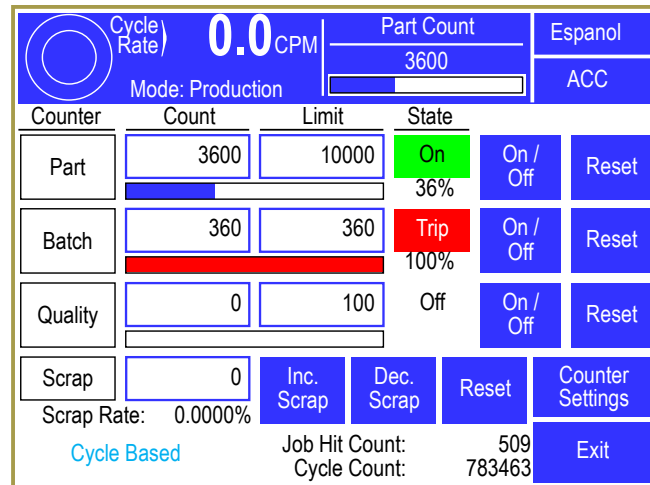 Cycle Rate) 0.0 CPM
Part Count
3600
Espanol
ACC
Mode: Production
Counter Count Limit State
Part 3600 10000 On On / Off Reset
36%
Batch 360 360 Trip On / Off Reset
100%
Quality 0 100 Off On / Off Reset
Scrap 0 Inc. Scrap Dec. Scrap Reset Counter Settings
Scrap Rate: 0.0000%
Cycle Based
Job Hit Count: 509
Cycle Count: 783463
Exit